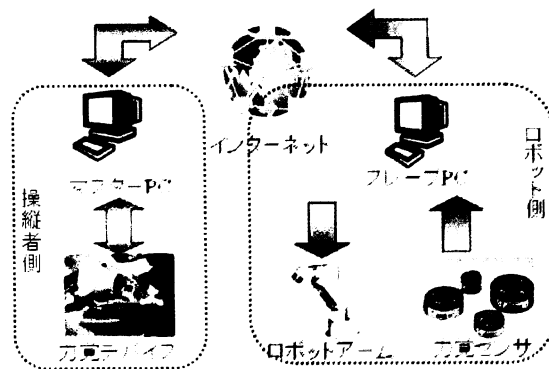 インターネット
マスターPC
スレーブPC
操縦者側
ロボット側
力覚デバイス
ロボットアーム
力覚センサ